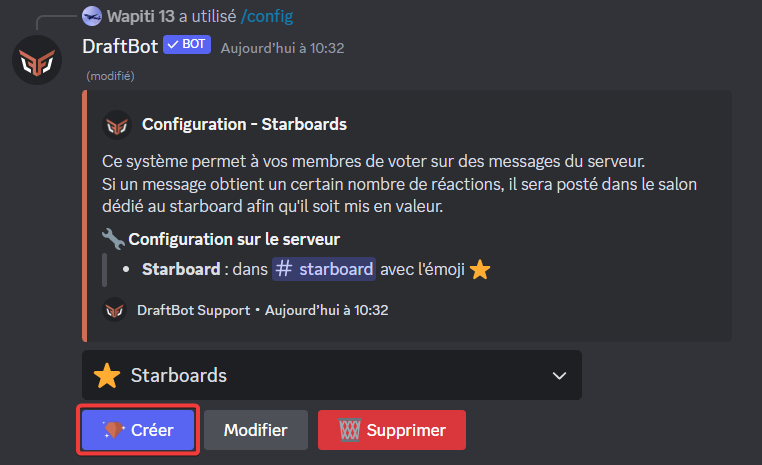 Wapiti 13 a utilisé /config
DraftBot ✓ BOT Aujourd'hui à 10:32
(modifié)
Configuration - Starboards
Ce système permet à vos membres de voter sur des messages du serveur.
Si un message obtient un certain nombre de réactions, il sera posté dans le salon
dédié au starboard afin qu'il soit mis en valeur.
Configuration sur le serveur
• Starboard : dans # starboard avec l'émoji ⭐
DraftBot Support • Aujourd'hui à 10:32
Starboards
Créer Modifier Supprimer